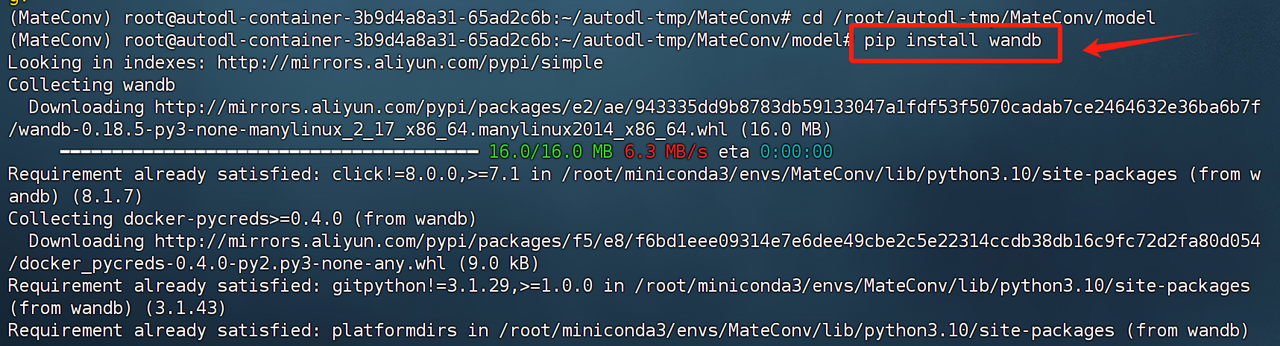 g.
(MateConv) root@autodl-container-3b9d4a8a31-65ad2c6b:~/autodl-tmp/MateConv# cd /root/autodl-tmp/MateConv/model
(MateConv) root@autodl-container-3b9d4a8a31-65ad2c6b:~/autodl-tmp/MateConv/model# pip install wandb
Looking in indexes: http://mirrors.aliyun.com/pypi/simple
Collecting wandb
  Downloading http://mirrors.aliyun.com/pypi/packages/e2/ae/943335dd9b8783db59133047a1fdf53f5070cadab7ce2464632e36ba6b7f
/wandb-0.18.5-py3-none-manylinux_2_17_x86_64.manylinux2014_x86_64.whl (16.0 MB)
16.0/16.0 MB 6.3 MB/s eta 0:00:00
Requirement already satisfied: click!=8.0.0,>=7.1 in /root/miniconda3/envs/MateConv/lib/python3.10/site-packages (from w
andb) (8.1.7)
Collecting docker-pycreds>=0.4.0 (from wandb)
  Downloading http://mirrors.aliyun.com/pypi/packages/f5/e8/f6bd1eee09314e7e6dee49cbe2c5e22314ccdb38db16c9fc72d2fa80d054
/docker_pycreds-0.4.0-py2.py3-none-any.whl (9.0 kB)
Requirement already satisfied: gitpython!=3.1.29,>=1.0.0 in /root/miniconda3/envs/MateConv/lib/python3.10/site-packages
(from wandb) (3.1.43)
Requirement already satisfied: platformdirs in /root/miniconda3/envs/MateConv/lib/python3.10/site-packages (from wandb)